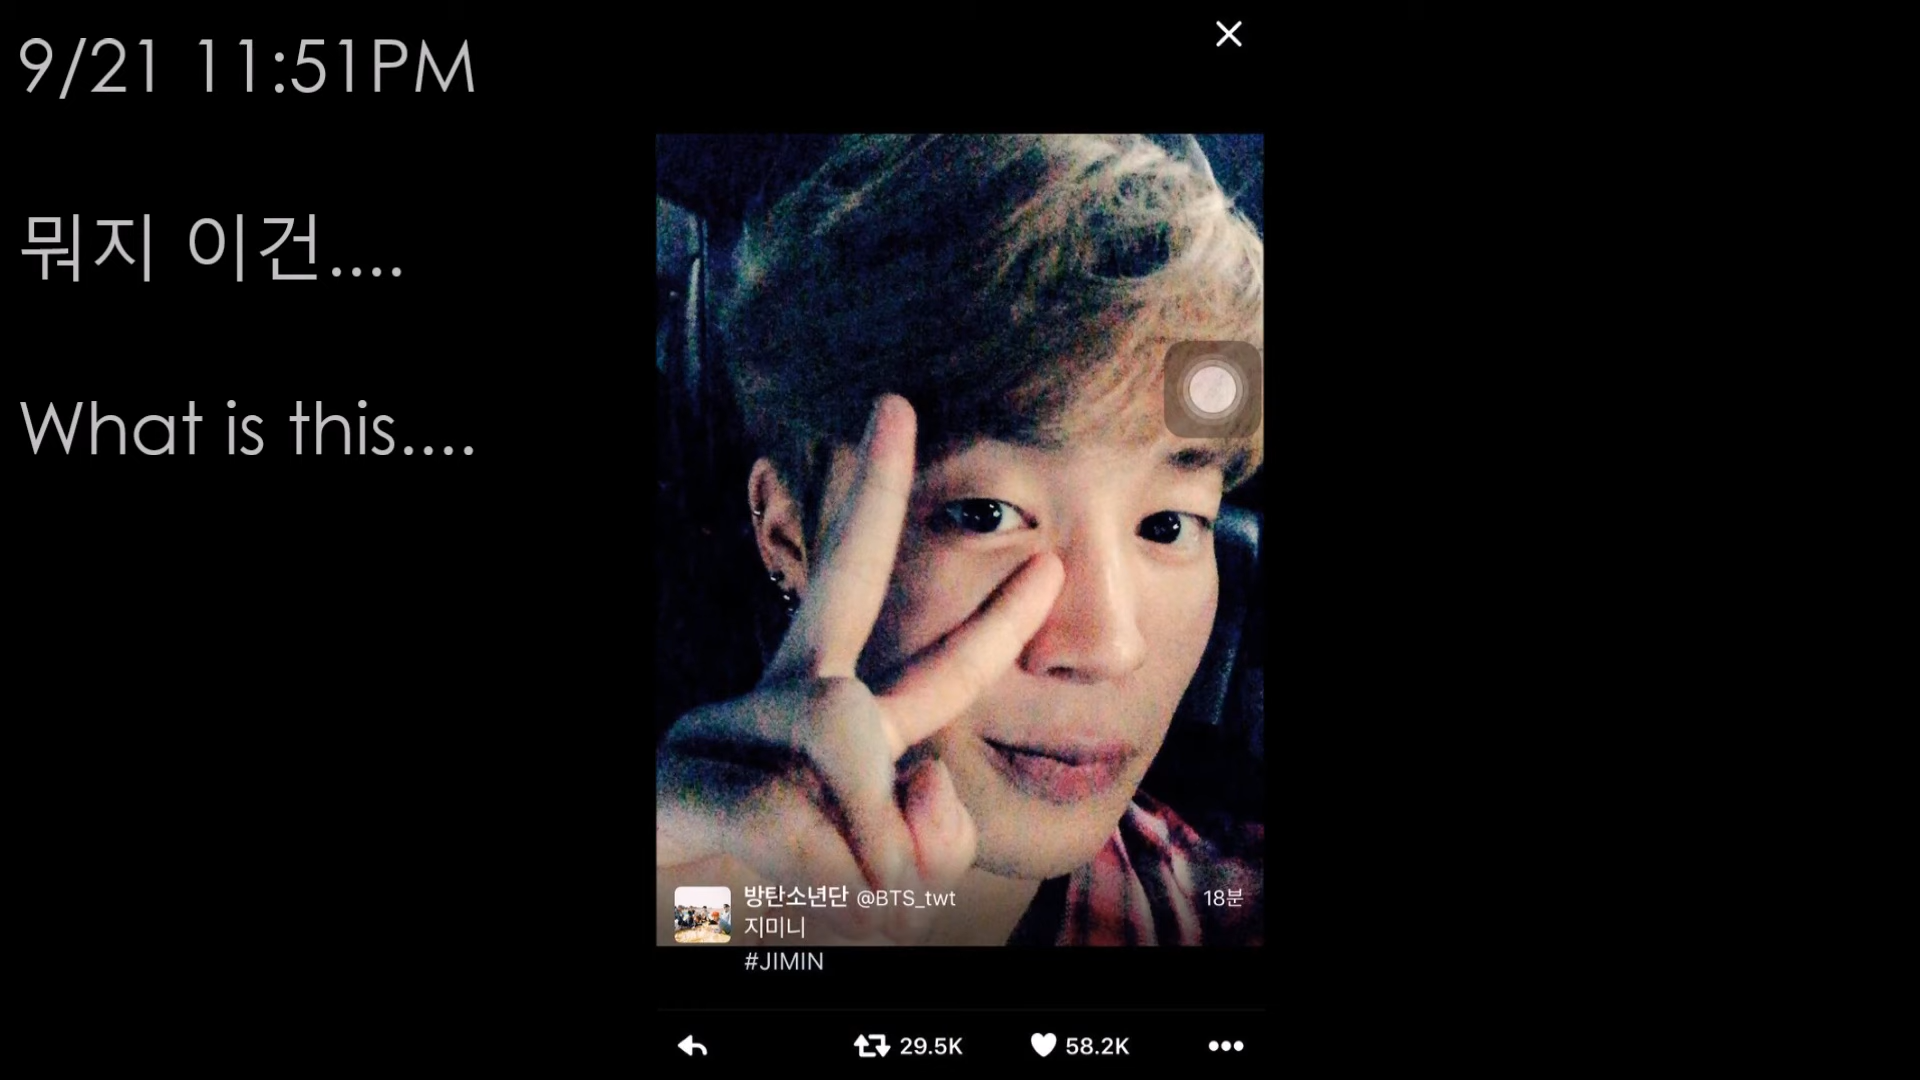 9/21 11:51PM
뭐지 이건....
What is this....
방탄소년단 @BTS_twt 18분
지미니
#JIMIN
29.5K 58.2K